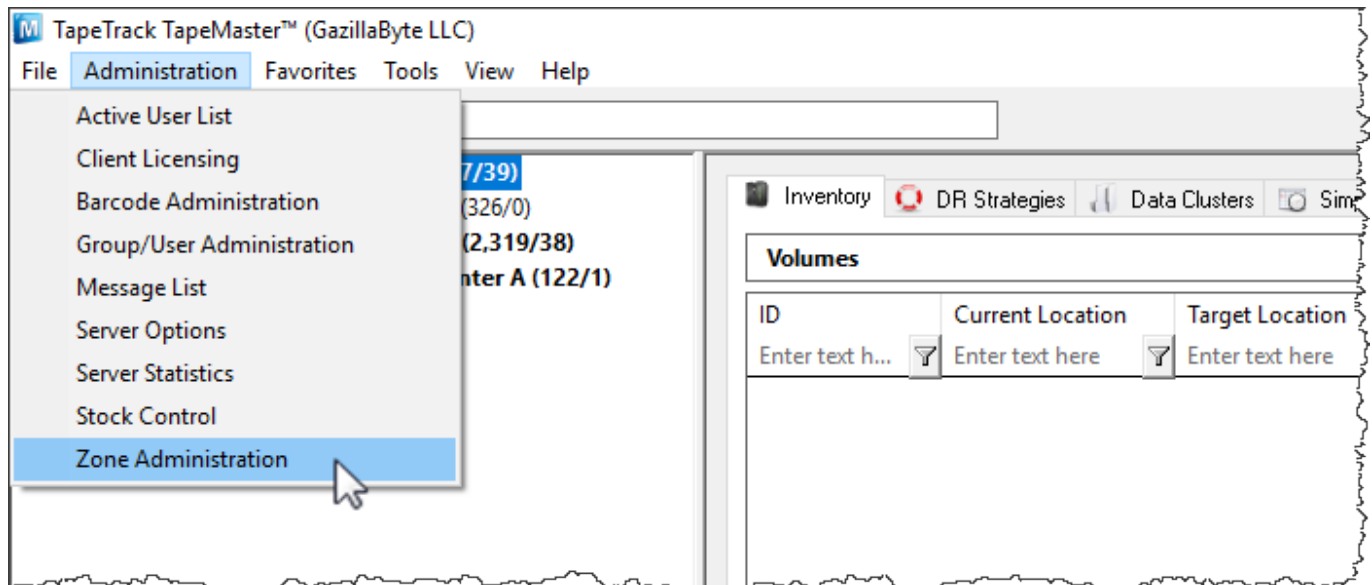 TapeTrack TapeMaster™ (GazillaByte LLC)
File Administration Favorites Tools View Help
Active User List
Client Licensing
Barcode Administration
Group/User Administration
Message List
Server Options
Server Statistics
Stock Control
Zone Administration
7/39)
(326/0)
(2,319/38)
nter A (122/1)
Inventory DR Strategies Data Clusters Sim
Volumes
ID Current Location Target Location
Enter text h... Enter text here Enter text here